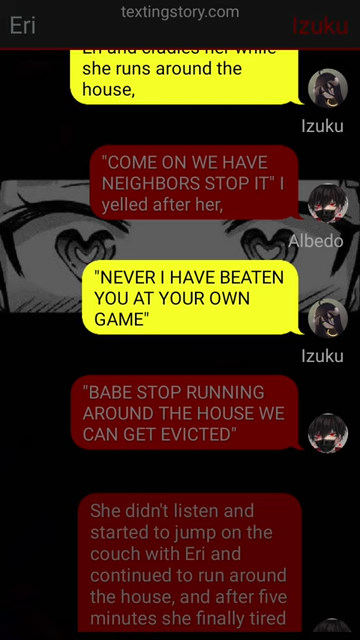 textingstory.com
Eri
Izuku
Eri and cradles her while
she runs around the
house,
Izuku
"COME ON WE HAVE
NEIGHBORS STOP IT" I
yelled after her,
Albedo
"NEVER I HAVE BEATEN
YOU AT YOUR OWN
GAME"
Izuku
"BABE STOP RUNNING
AROUND THE HOUSE WE
CAN GET EVICTED"
She didn't listen and
started to jump on the
couch with Eri and
continued to run around
the house, and after five
minutes she finally tired